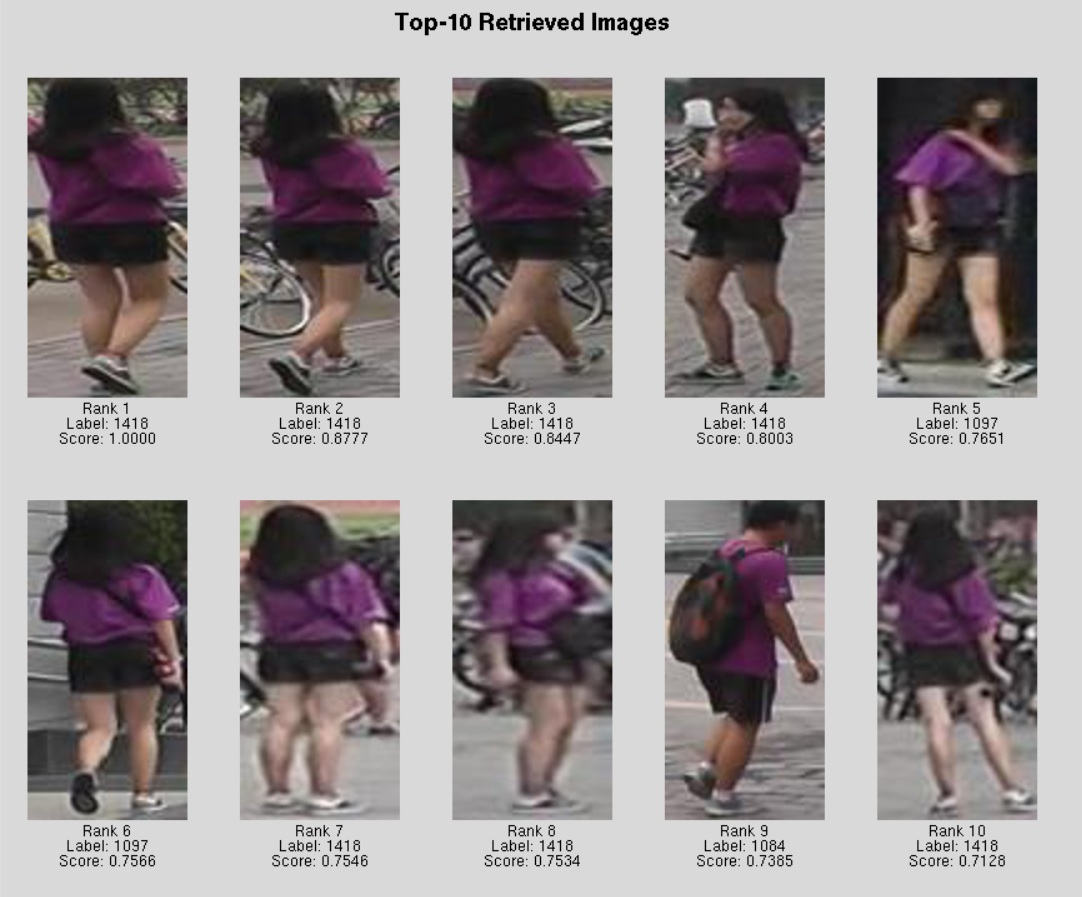 Top-10 Retrieved Images
Rank 1
Label: 1418
Score: 1.0000
Rank 2
Label: 1418
Score: 0.8777
Rank 3
Label: 1418
Score: 0.8447
Rank 4
Label: 1418
Score: 0.8003
Rank 5
Label: 1097
Score: 0.7651
Rank 6
Label: 1097
Score: 0.7566
Rank 7
Label: 1418
Score: 0.7546
Rank 8
Label: 1418
Score: 0.7534
Rank 9
Label: 1084
Score: 0.7385
Rank 10
Label: 1418
Score: 0.7128